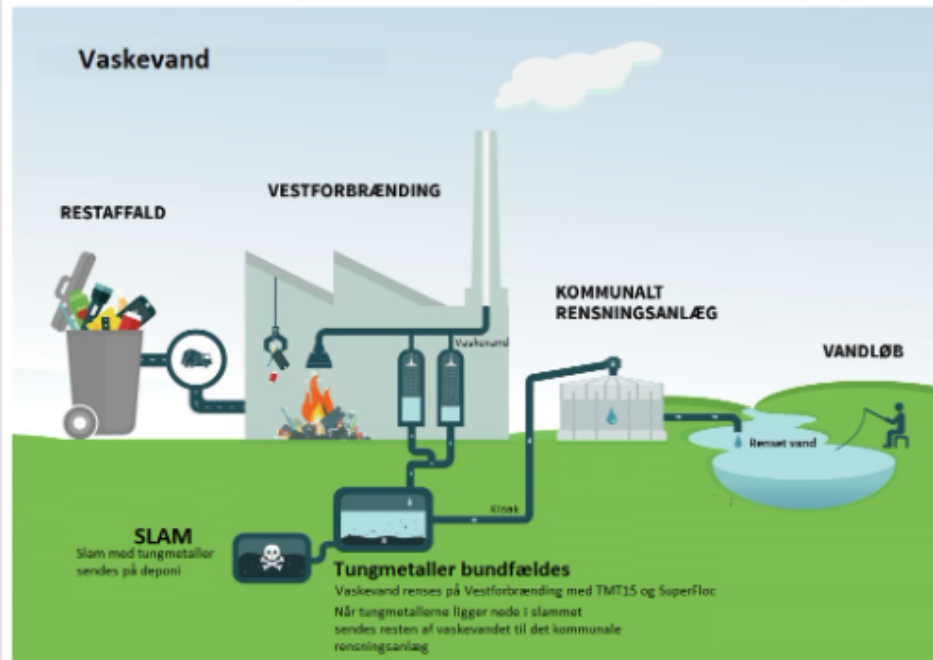 Vaskevand
VESTFORBRÆNDING
RESTAFFALD
KOMMUNALT
RENSNINGSANLÆG
Vaskevand
VANDLØB
Renset vand
Kloak
SLAM
Slam med tungmetaller
sendes på deponi
Tungmetaller bundfældes
Vaskevand renses på Vestforbrænding med TMT15 og SuperFloc
Når tungmetallerne ligger nede i slammet
sendes resten af vaskevandet til det kommunale
rensningsanlæg